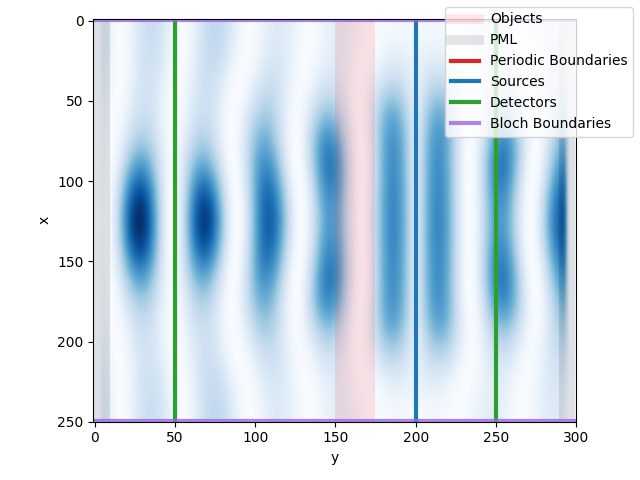 Objects
PML
Periodic Boundaries
Sources
Detectors
Bloch Boundaries
0
50
100
150
200
250
x
0 50 100 150 200 250 300
y